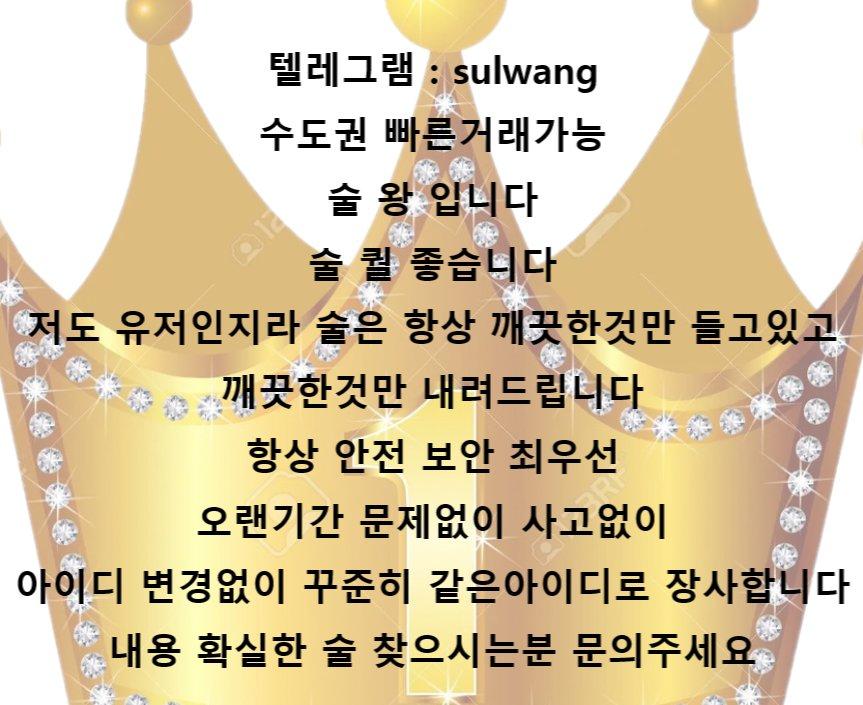 텔레그램 : sulwang
수도권 빠른거래가능
술 왕 입니다
술 퀄 좋습니다
저도 유저인지라 술은 항상 깨끗한것만 들고있고
깨끗한것만 내려드립니다
항상 안전 보안 최우선
오랜기간 문제없이 사고없이
아이디 변경없이 꾸준히 같은아이디로 장사합니다
내용 확실한 술 찾으시는분 문의주세요
1